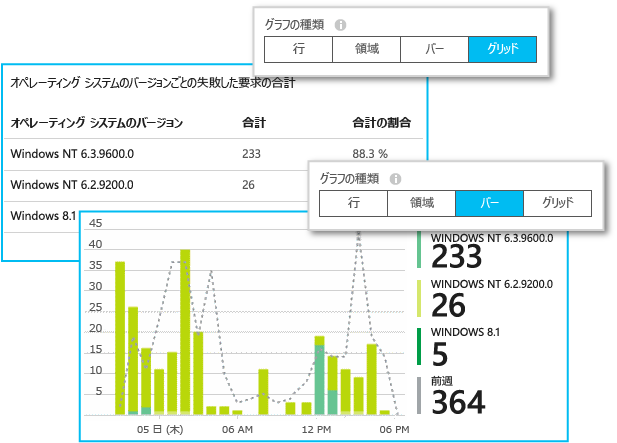 グラフの種類
行 領域 バー グリッド
オペレーティング システムのバージョンごとの失敗した要求の合計
オペレーティング システムのバージョン 合計 合計の割合
Windows NT 6.3.9600.0 233 88.3 %
Windows NT 6.2.9200.0 26
Windows 8.1
グラフの種類
行 領域 バー グリッド
45
40
35
30
25
20
15
10
5
05 日 (木) 06 AM 12 PM 06 PM
WINDOWS NT 6.3.9600.0
233
WINDOWS NT 6.2.9200.0
26
WINDOWS 8.1
5
前週
364